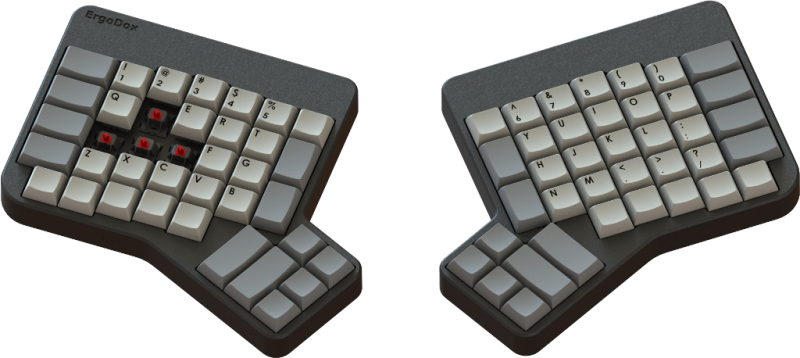 ErgoDox
! 1
@ 2
# 3
$ 4
% 5
Q
E
R
T
F
G
Z
X
C
V
B
^ 6
& 7
* 8
( 9
) 0
Y
U
I
O
P
H
J
K
L
: ;
N
M
< ,
> .
? /